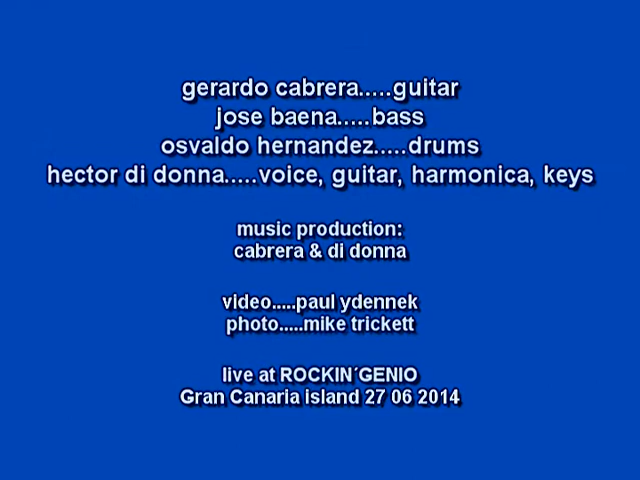 gerardo cabrera.....guitar
jose baena.....bass
osvaldo hernandez.....drums
hector di donna.....voice, guitar, harmonica, keys
music production:
cabrera & di donna
video.....paul ydennek
photo.....mike trickett
live at ROCKIN´GENIO
Gran Canaria island 27 06 2014